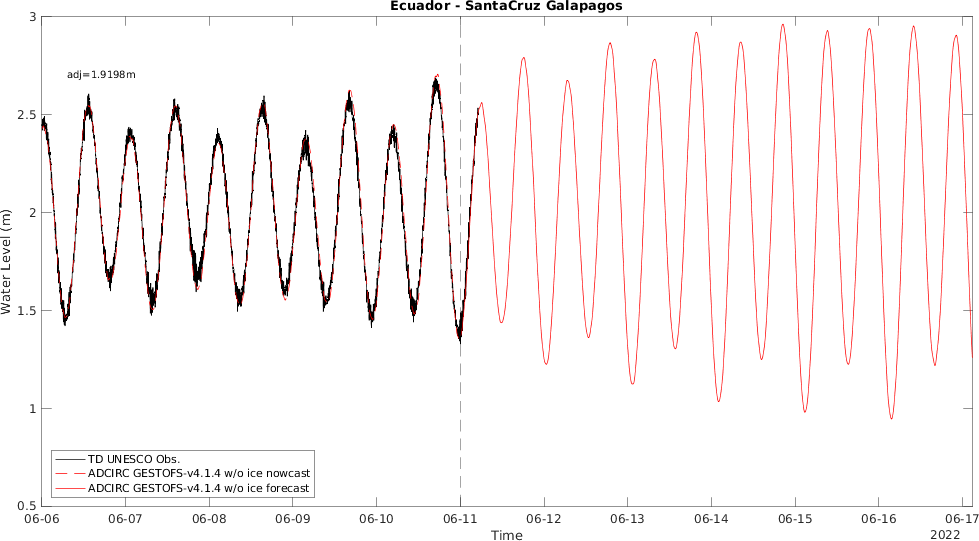 Ecuador - SantaCruz Galapagos
adj=1.9198m
Water Level (m)
3
2.5
2
1.5
1
0.5
TD UNESCO Obs.
ADCIRC GESTOFS-v4.1.4 w/o ice nowcast
ADCIRC GESTOFS-v4.1.4 w/o ice forecast
06-06 06-07 06-08 06-09 06-10 06-11 06-12 06-13 06-14 06-15 06-16 06-17
Time
2022